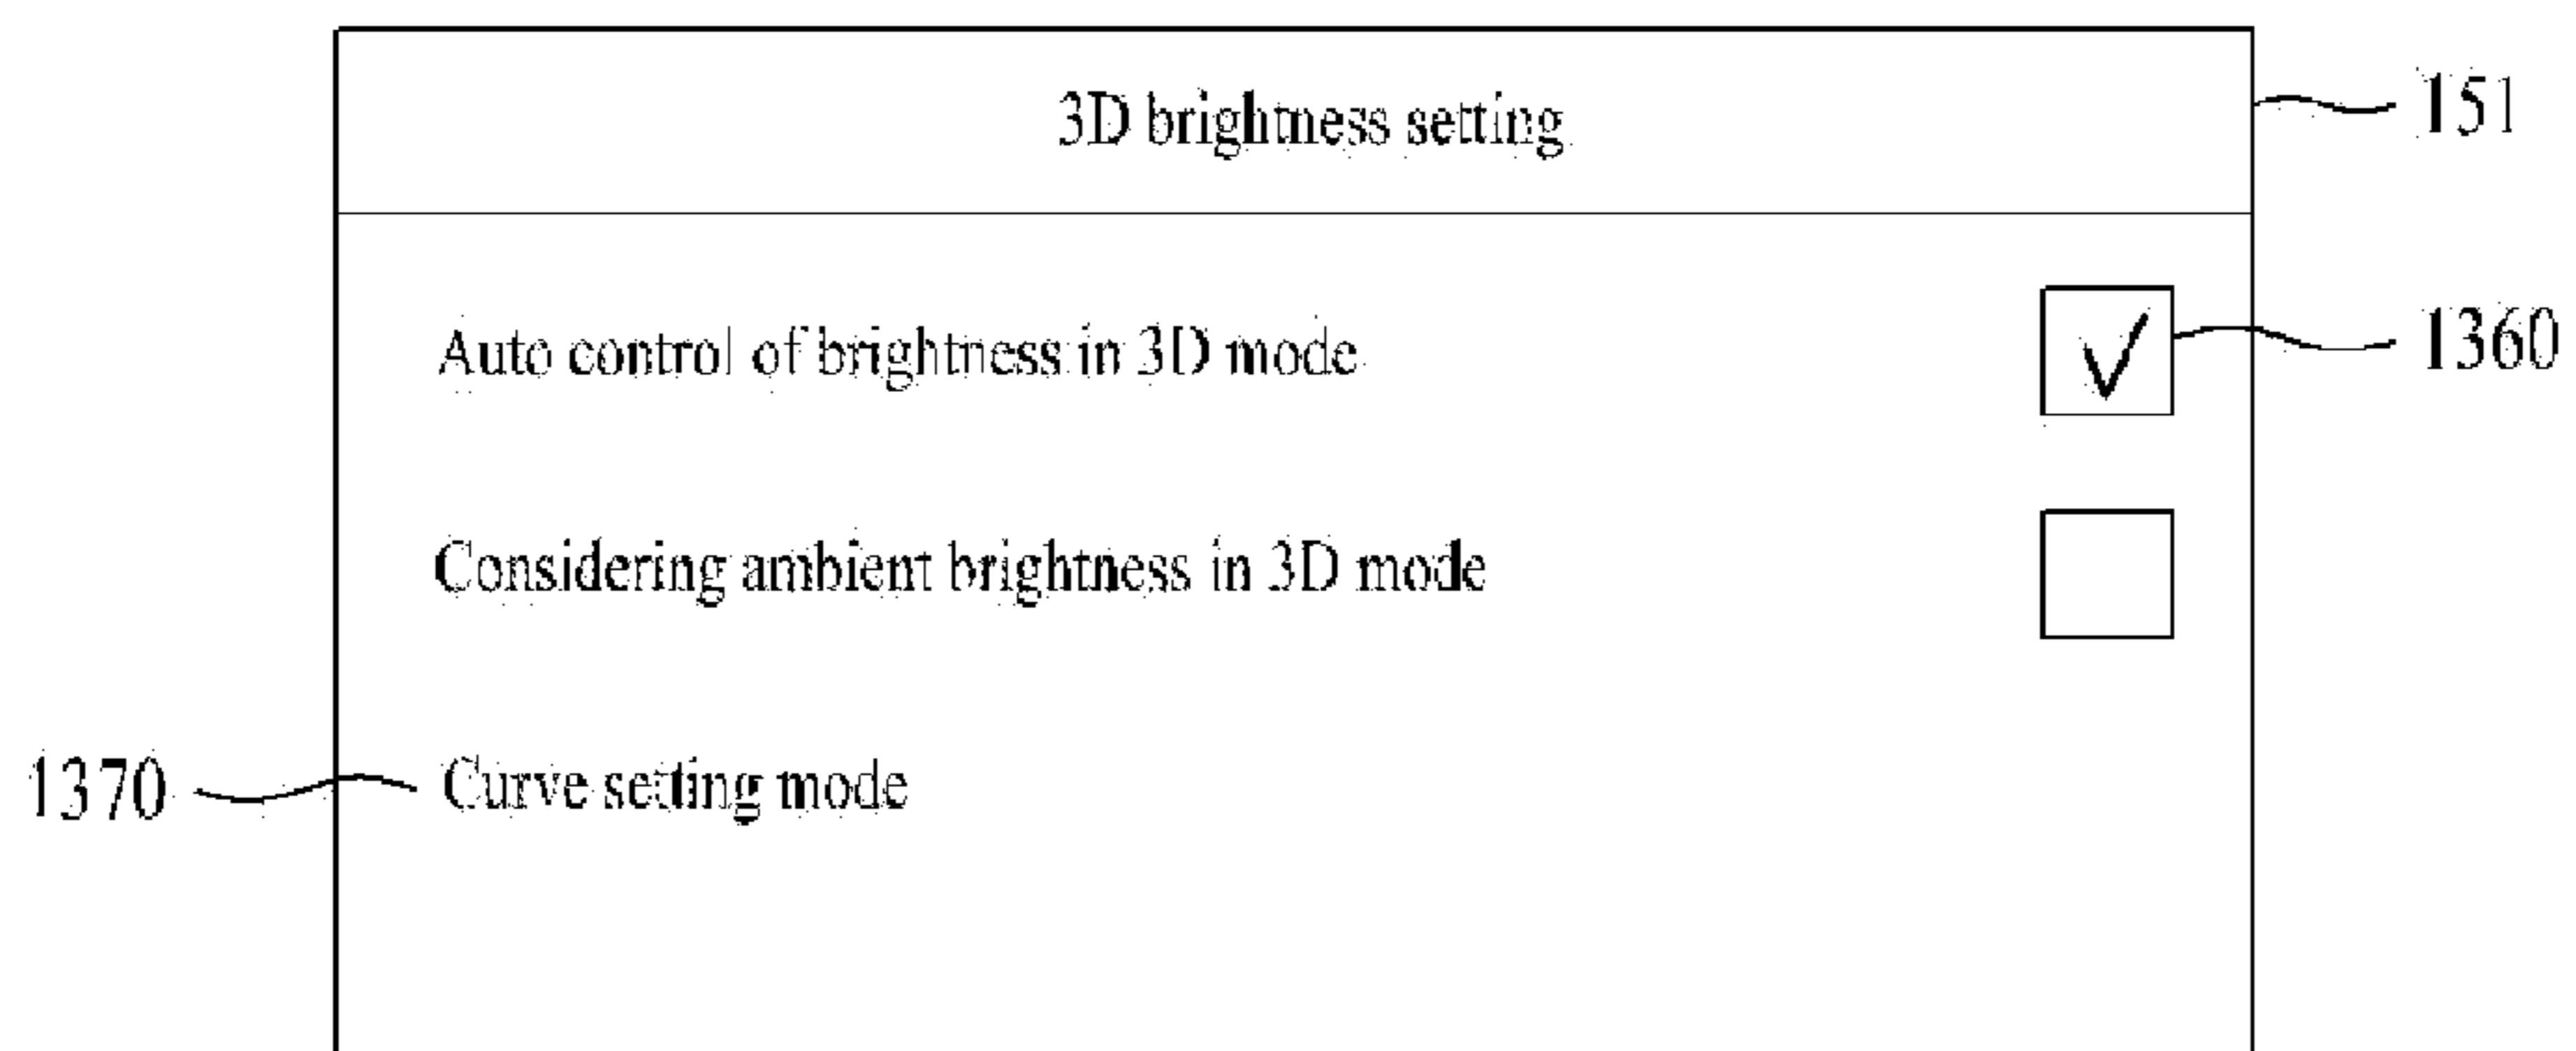 3D brightness setting
151
Auto control of brightness in 3D mode
1360
Considering ambient brightness in 3D mode
1370
Curve setting mode